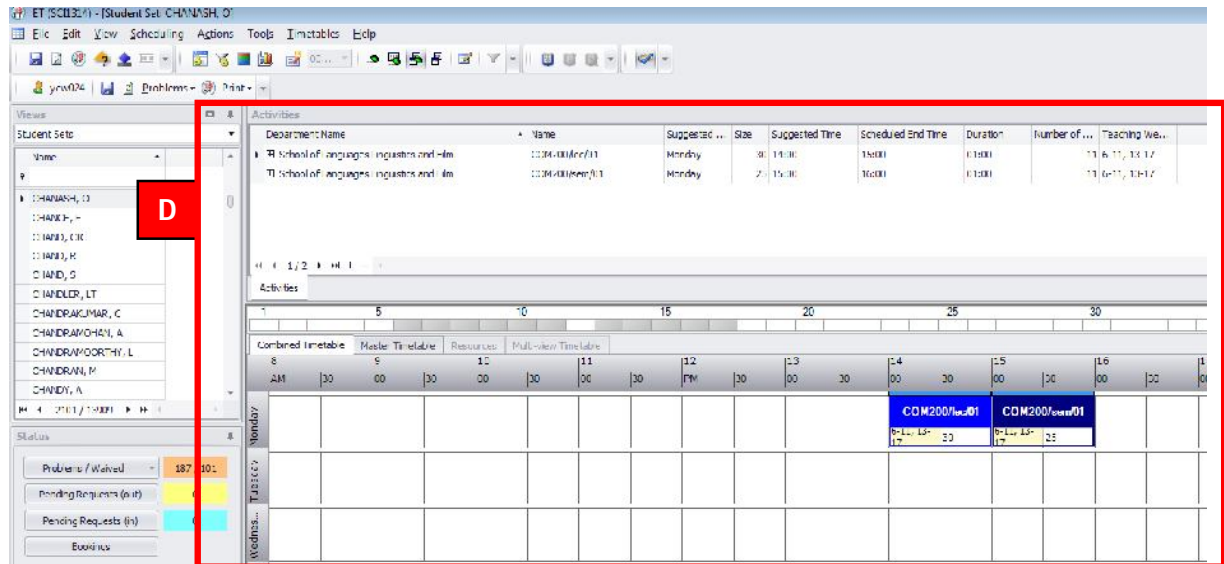 ET (SCI1314) - [Student Set: CHANASH, O]
File Edit View Scheduling Actions Tools Timetables Help
ycw024 Problems Print
Views
Student Sets
Name
CHANASH, O
CHANCE, F
CHAND, CK
CHAND, R
CHAND, S
CHANDLER, LT
CHANDRAKUMAR, C
CHANDRAMOHAN, A
CHANDRAMOORTHY, L
CHANDRAN, M
CHANDY, A
D
Status
Problems / Waived 187 101
Pending Requests (out)
Pending Requests (in)
Bookings
Activities
Department Name Name Suggested ... Size Suggested Time Scheduled End Time Duration Number of ... Teaching We...
School of Languages Linguistics and Film COM200/lec/01 Monday 30 14:00 15:00 01:00 11 6-11, 13-17
School of Languages Linguistics and Film COM200/sem/01 Monday 25 15:00 16:00 01:00 11 6-11, 13-17
1 / 2
Activities
1 5 10 15 20 25 30
Combined Timetable Master Timetable Resources Multi-view Timetable
8 9 10 11 12 13 14 15 16
AM 30 00 30 00 30 00 30 PM 30 00 30 00 30 00 30 00 30
Monday
COM200/lec/01 COM200/sem/01
6-11, 13-17 30 6-11, 13-17 25
Tuesday
Wednes...